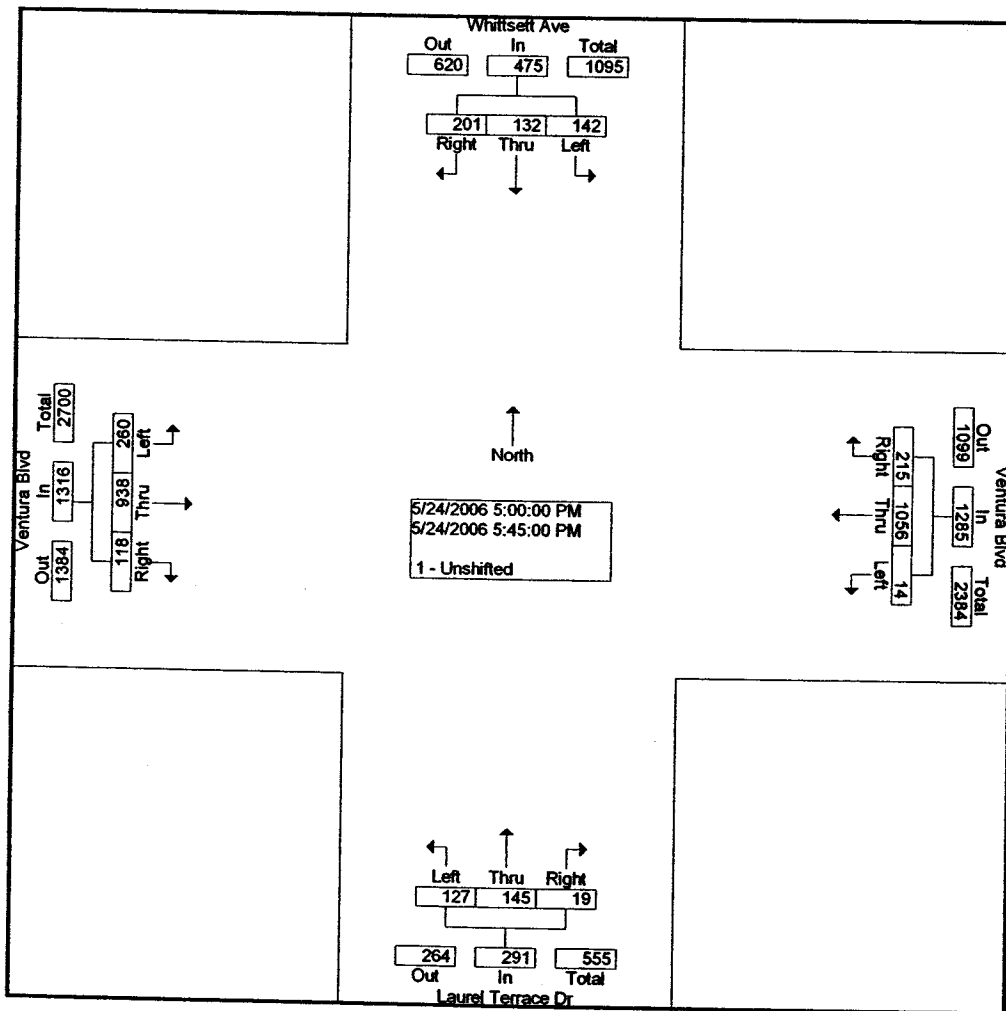 Whittsett Ave
Out In Total
620 475 1095
201 132 142
Right Thru Left
Ventura Blvd
Total In Out
2700 1316 1384
260 938 118
Left Thru Right
North
5/24/2006 5:00:00 PM
5/24/2006 5:45:00 PM
1 - Unshifted
Right Thru Left
215 1056 14
Out In Total
1099 1285 2384
Ventura Blvd
Left Thru Right
127 145 19
264 291 555
Out In Total
Laurel Terrace Dr